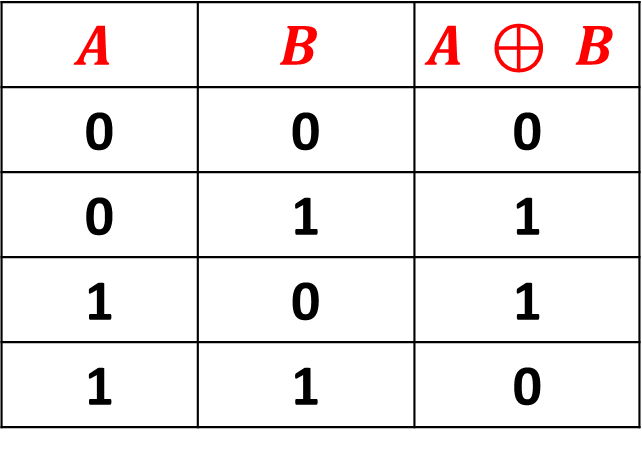 A B A ⊕ B
0 0 0
0 1 1
1 0 1
1 1 0